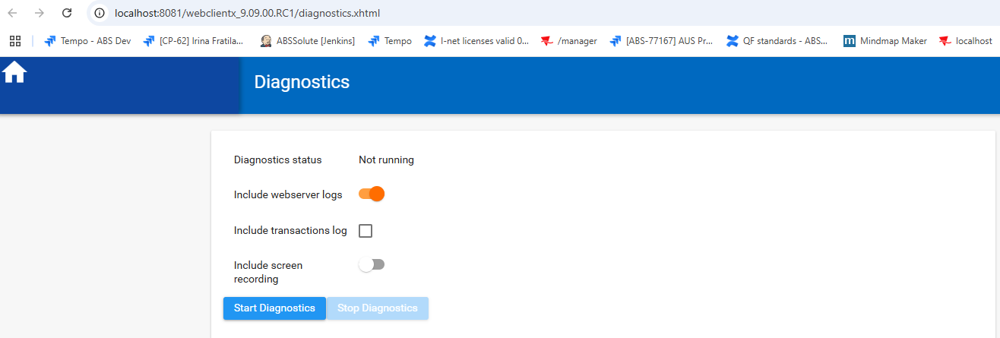 localhost:8081/webclientx_9.09.00.RC1/diagnostics.xhtml
Tempo - ABS Dev
[CP-62] Irina Fratila...
ABSSolute [Jenkins]
Tempo
I-net licenses valid 0...
/manager
[ABS-77167] AUS Pr...
QF standards - ABS...
Mindmap Maker
localhost
Diagnostics
Diagnostics status Not running
Include webserver logs
Include transactions log
Include screen
recording
Start Diagnostics Stop Diagnostics